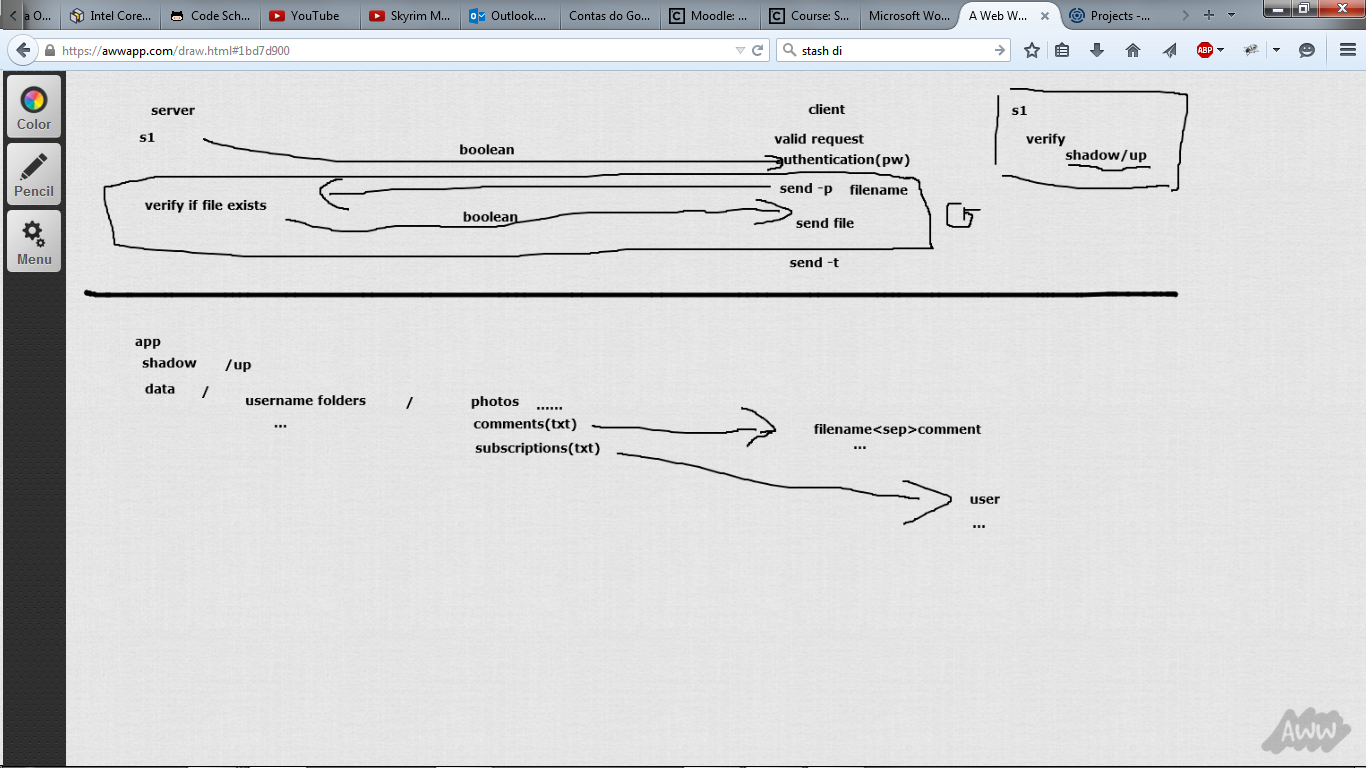 a O...
Intel Core...
Code Sch...
YouTube
Skyrim M...
Outlook....
Contas do Go...
Moodle: ...
Course: S...
Microsoft Wo...
A Web W...
Projects -...
https://awwapp.com/draw.html#1bd7d900
stash di
ABP
Color
Pencil
Menu
server
client
s1
s1
valid request
verify
boolean
authentication(pw)
shadow/up
send -p filename
verify if file exists
boolean
send file
send -t
app
shadow /up
data /
username folders / photos ......
... comments(txt) filename<sep>comment
subscriptions(txt) ...
user
...
AWW